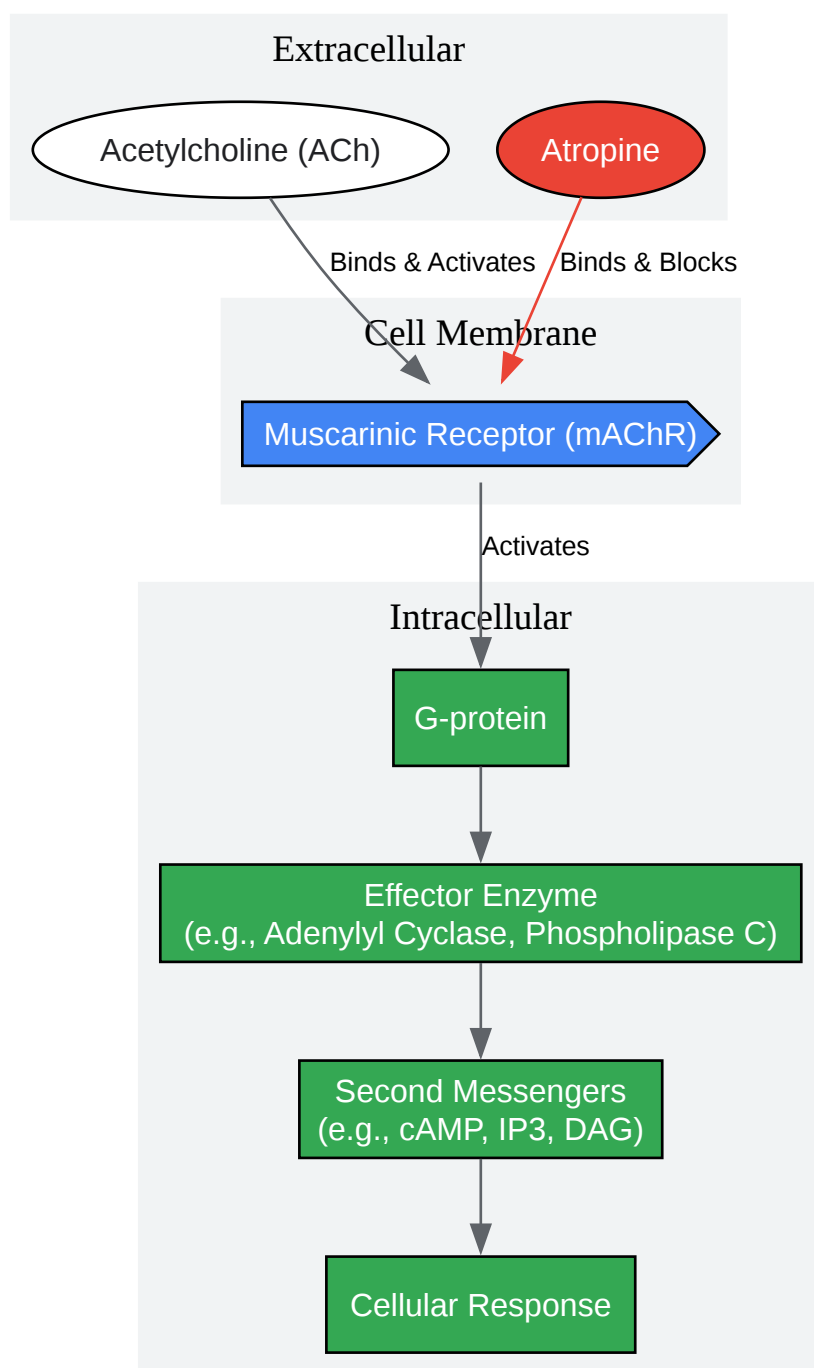 Extracellular
Acetylcholine (ACh)
Atropine
Binds & Activates
Binds & Blocks
Cell Membrane
Muscarinic Receptor (mAChR)
Activates
Intracellular
G-protein
Effector Enzyme
(e.g., Adenylyl Cyclase, Phospholipase C)
Second Messengers
(e.g., cAMP, IP3, DAG)
Cellular Response